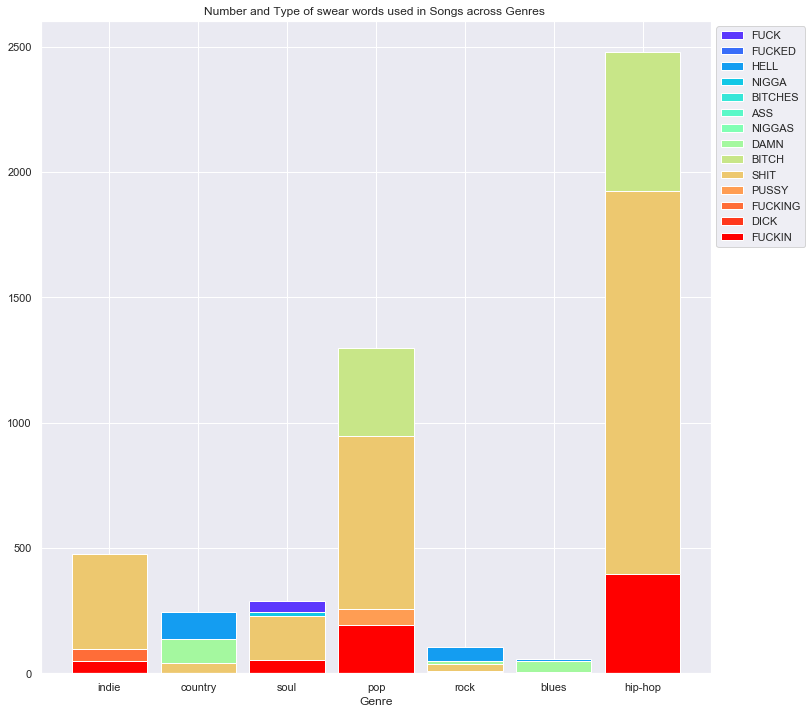 Number and Type of swear words used in Songs across Genres
FUCK
FUCKED
HELL
NIGGA
BITCHES
ASS
NIGGAS
DAMN
BITCH
SHIT
PUSSY
FUCKING
DICK
FUCKIN
2500
2000
1500
1000
500
0
indie country soul pop rock blues hip-hop
Genre